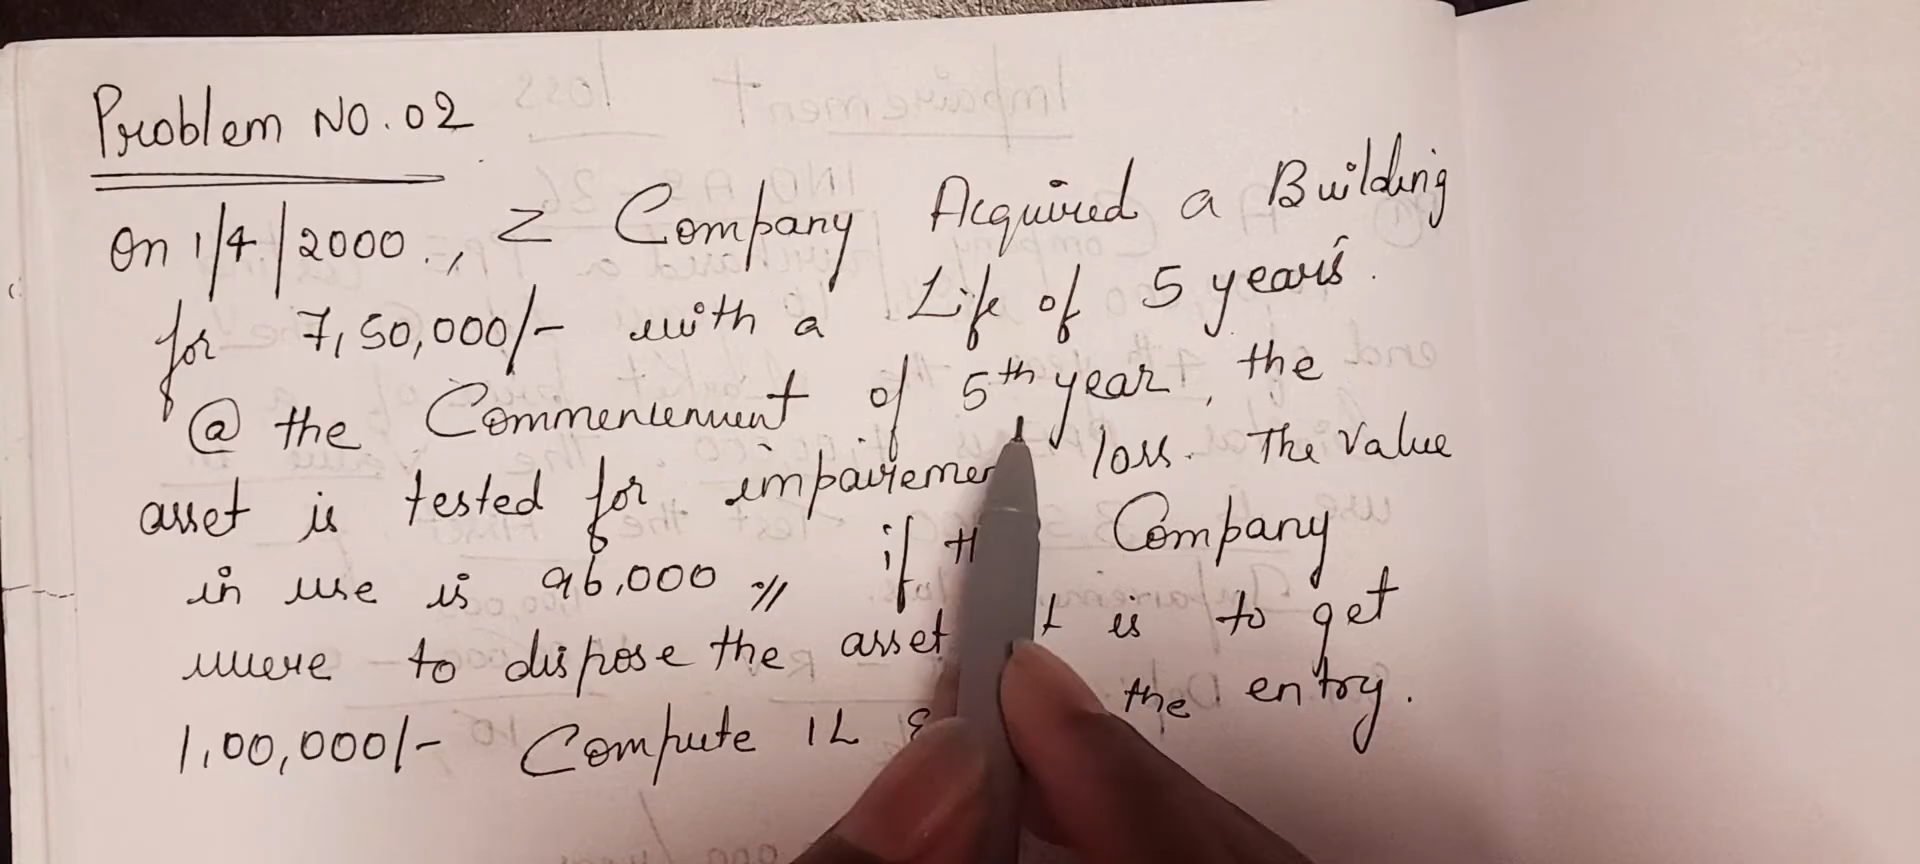 Problem NO. 02
On 1/4/2000., Z Company Acquired a Building
for 7,50,000/- with a Life of 5 years.
@ the Commencement of 5th year, the
asset is tested for impairemen loss. The Value
in use is 96,000 if Company
were to dispose the asset is to get
1,00,000/- Compute IL the entry.